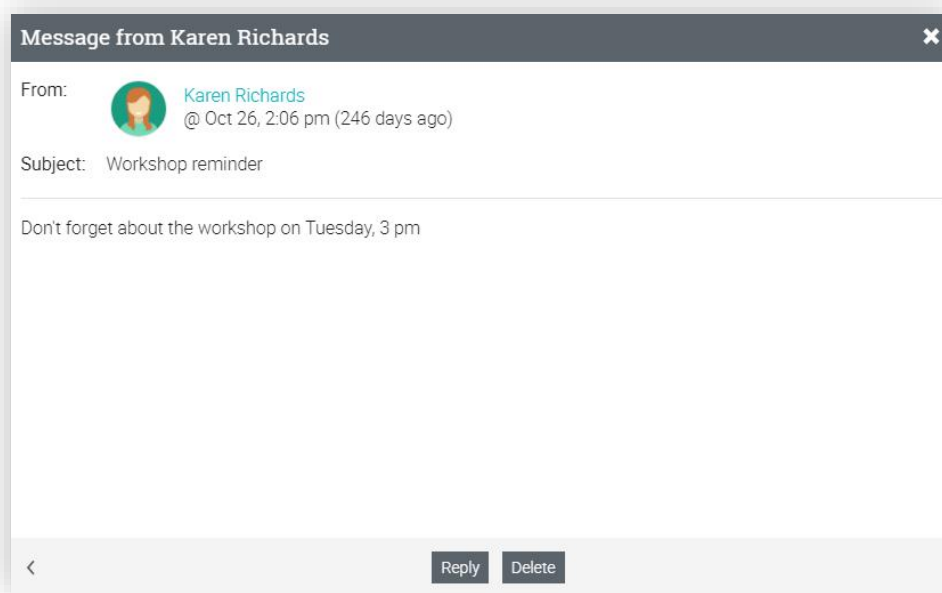 Message from Karen Richards
From:
Karen Richards
@ Oct 26, 2:06 pm (246 days ago)
Subject: Workshop reminder
Don't forget about the workshop on Tuesday, 3 pm
Reply Delete